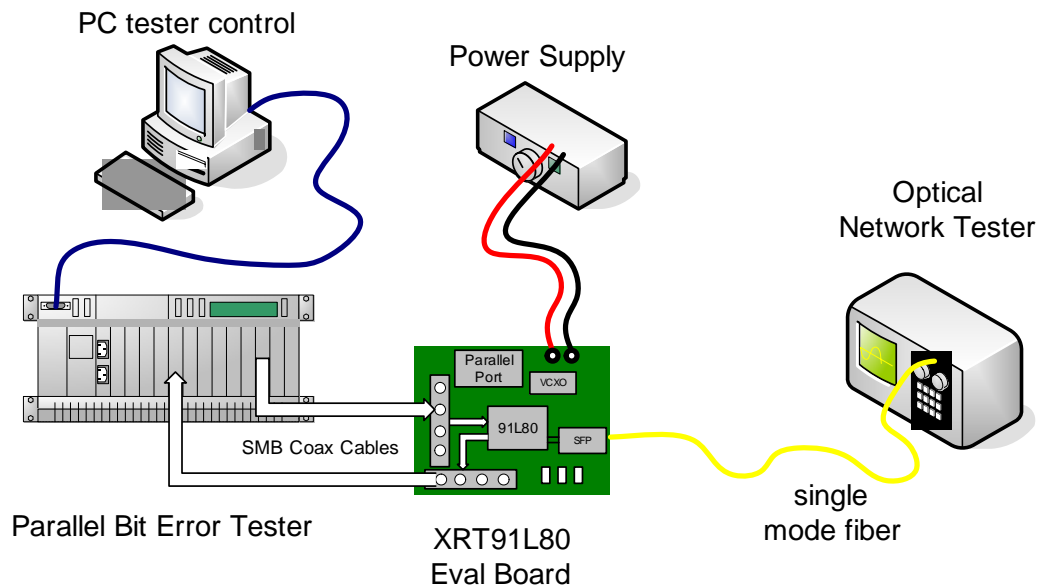 PC tester control
Power Supply
Optical
Network Tester
Parallel
Port
VCXO
91L80
SFP
SMB Coax Cables
single
mode fiber
Parallel Bit Error Tester
XRT91L80
Eval Board